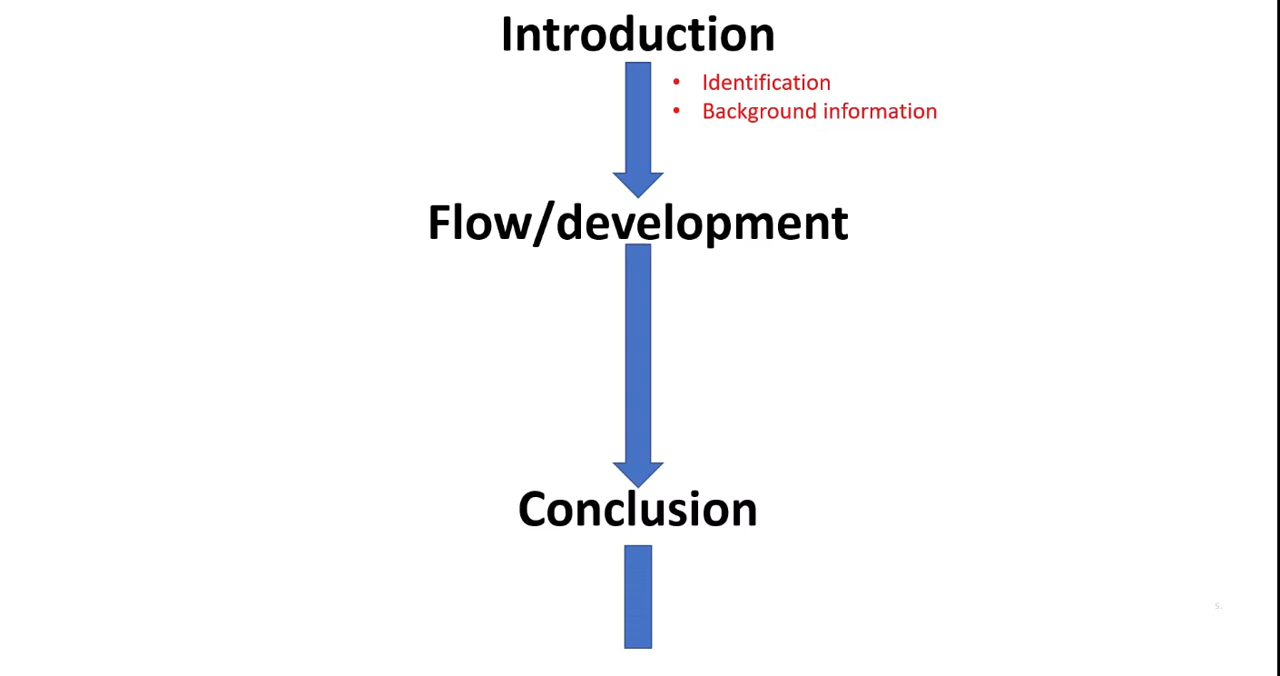 Introduction
• Identification
• Background information
Flow/development
Conclusion
s.